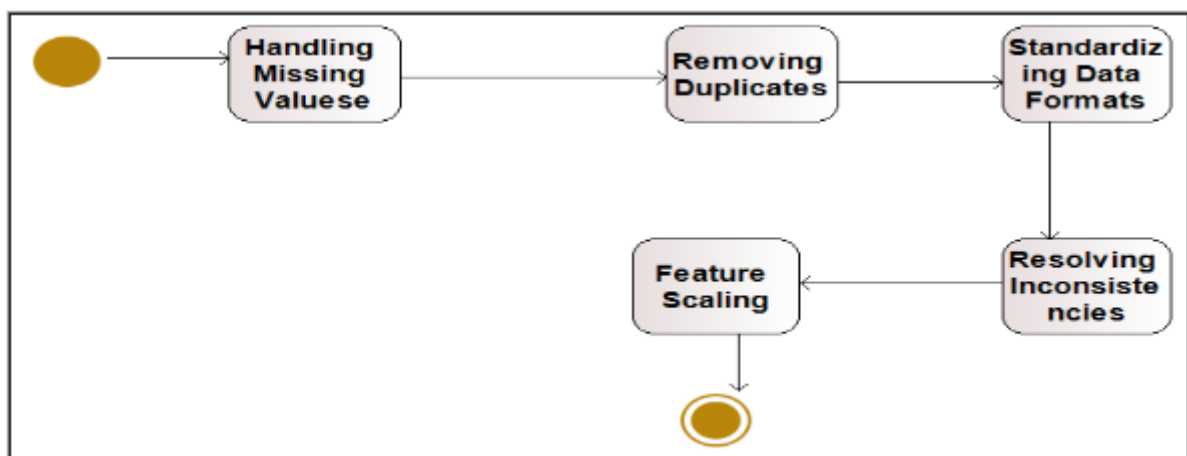 Handling
Missing
Valuese
Removing
Duplicates
Standardiz
ing Data
Formats
Feature
Scaling
Resolving
Inconsiste
ncies